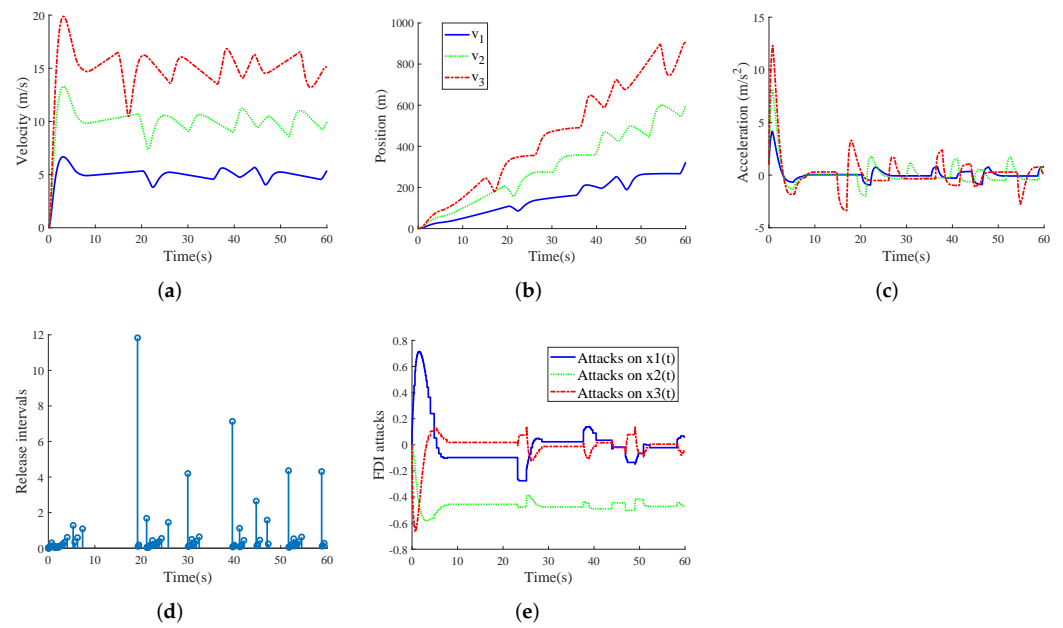 20
15
10
5
0
0 10 20 30 40 50 60
Velocity (m/s)
Time(s)
(a)
1000
800
600
400
200
0
0 10 20 30 40 50 60
Position (m)
v1
v2
v3
Time(s)
(b)
15
10
5
0
-5
0 10 20 30 40 50 60
Acceleration (m/s²)
Time(s)
(c)
12
10
8
6
4
2
0
0 10 20 30 40 50 60
Release intervals
Time(s)
(d)
0.8
0.6
0.4
0.2
0
-0.2
-0.4
-0.6
-0.8
0 10 20 30 40 50 60
FDI attacks
Attacks on x1(t)
Attacks on x2(t)
Attacks on x3(t)
Time(s)
(e)